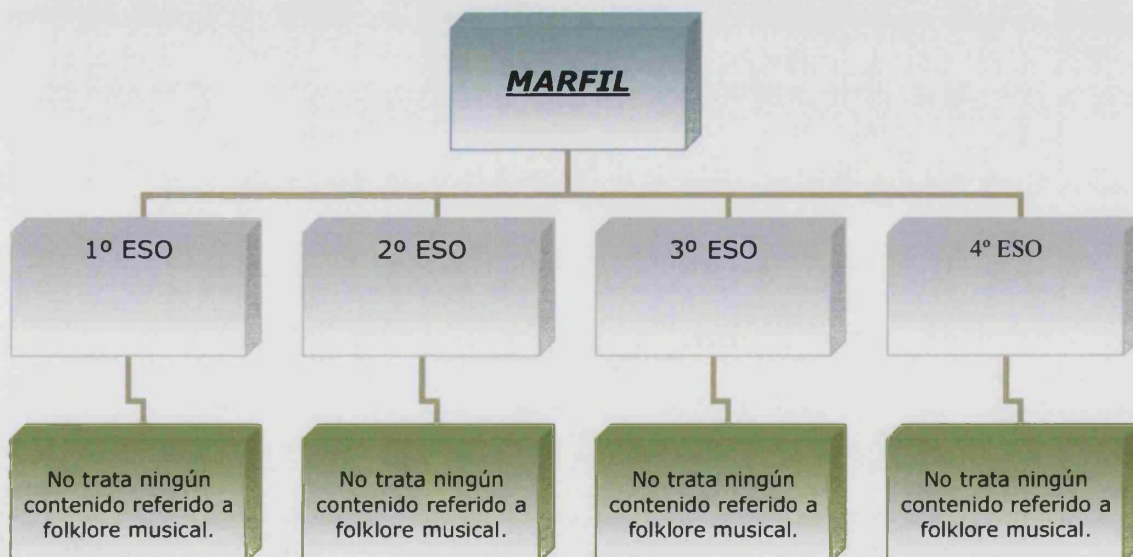 MARFIL
1º ESO
2º ESO
3º ESO
4º ESO
No trata ningún
contenido referido a
folklore musical.
No trata ningún
contenido referido a
folklore musical.
No trata ningún
contenido referido a
folklore musical.
No trata ningún
contenido referido a
folklore musical.